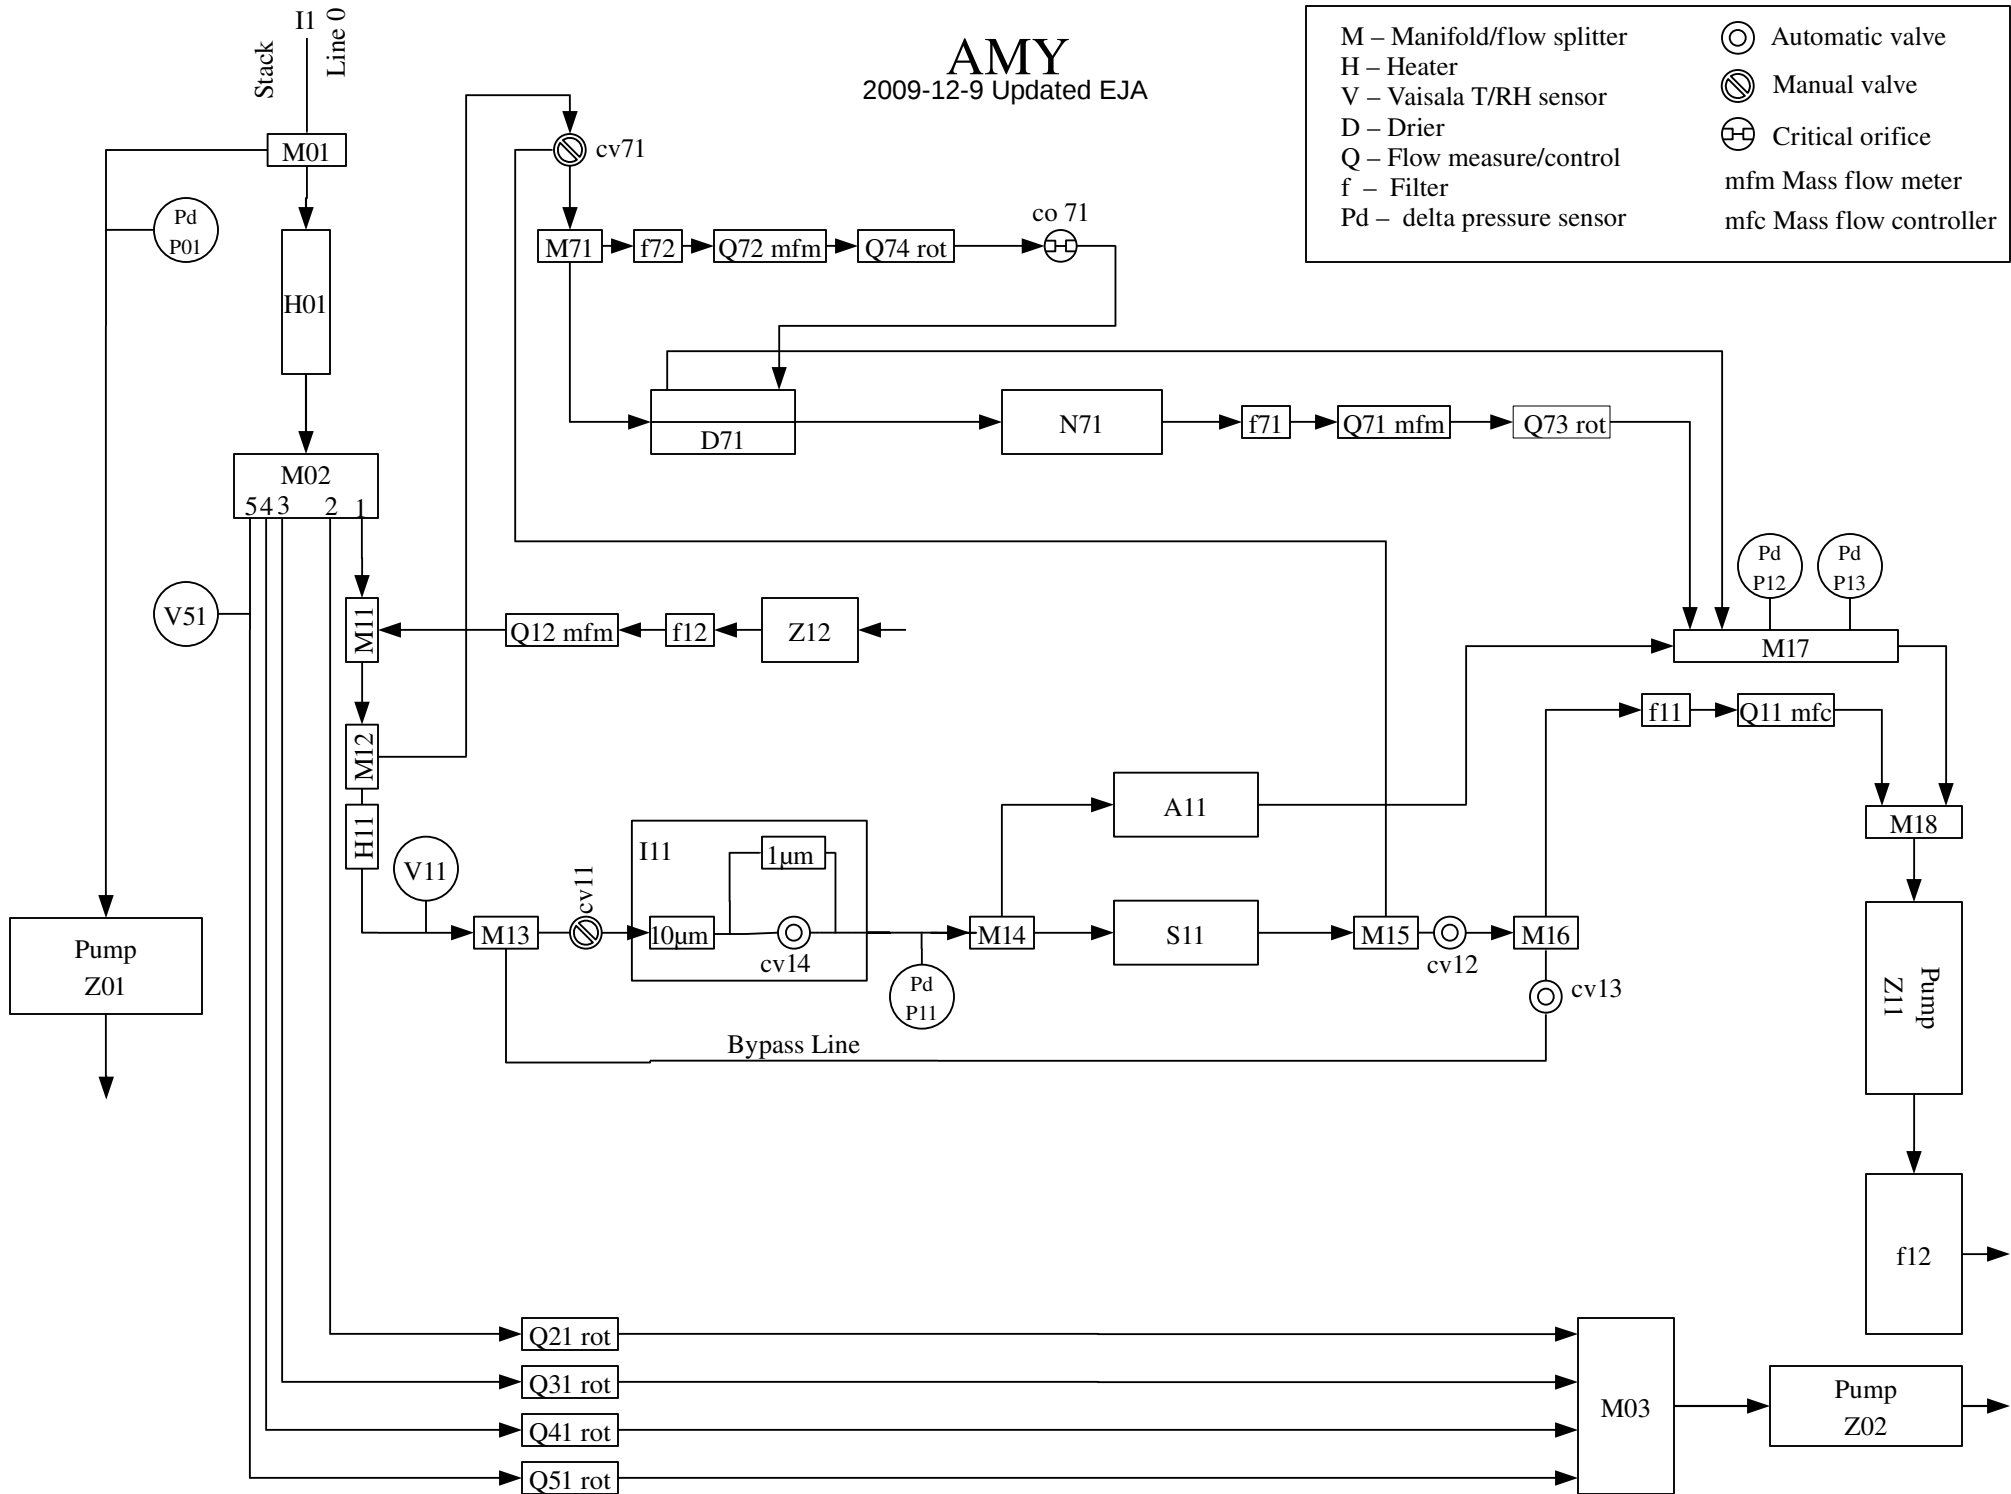 I1
Stack
Line 0
AMY
2009-12-9 Updated EJA
M – Manifold/flow splitter
H – Heater
V – Vaisala T/RH sensor
D – Drier
Q – Flow measure/control
f – Filter
Pd – delta pressure sensor
Automatic valve
Manual valve
Critical orifice
mfm Mass flow meter
mfc Mass flow controller
M01
Pd
P01
H01
M02
5 4 3 2 1
cv71
M71
f72
Q72 mfm
Q74 rot
co 71
D71
N71
f71
Q71 mfm
Q73 rot
V51
M11
Q12 mfm
f12
Z12
Pd
P12
Pd
P13
M17
M12
f11
Q11 mfc
H11
V11
A11
M18
I11
1µm
cv11
M13
10µm
cv14
Pd
P11
M14
S11
M15
cv12
M16
cv13
Bypass Line
Pump
Z01
Pump
Z11
f12
Q21 rot
Q31 rot
Q41 rot
Q51 rot
M03
Pump
Z02